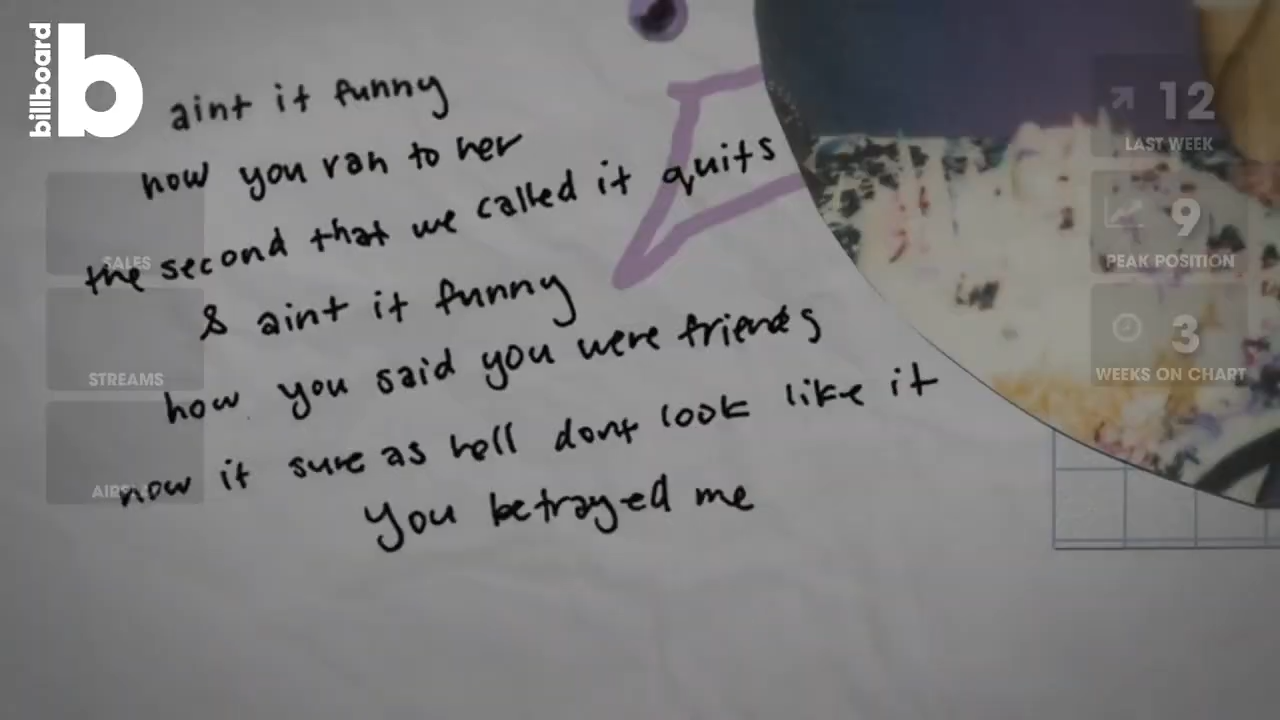 billboard
b
aint it funny
how you ran to her
the second that we called it quits
& aint it funny
how you said you were friends
now it sure as hell dont look like it
you betrayed me
SALES
STREAMS
12
LAST WEEK
9
PEAK POSITION
3
WEEKS ON CHART